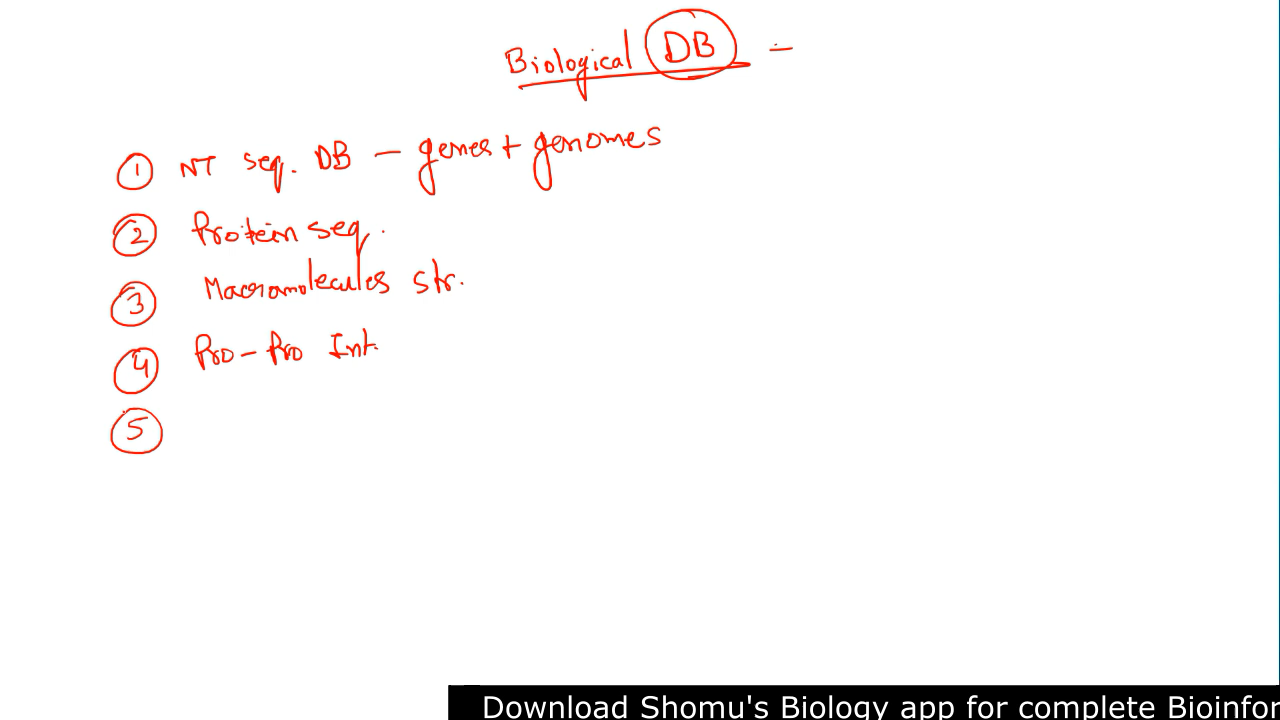 Biological DB -
1 NT seq. DB - genes + genomes
2 Protein seq.
3 Macromolecules str.
4 Pro-Pro Int.
5
Download Shomu's Biology app for complete Bioinfor